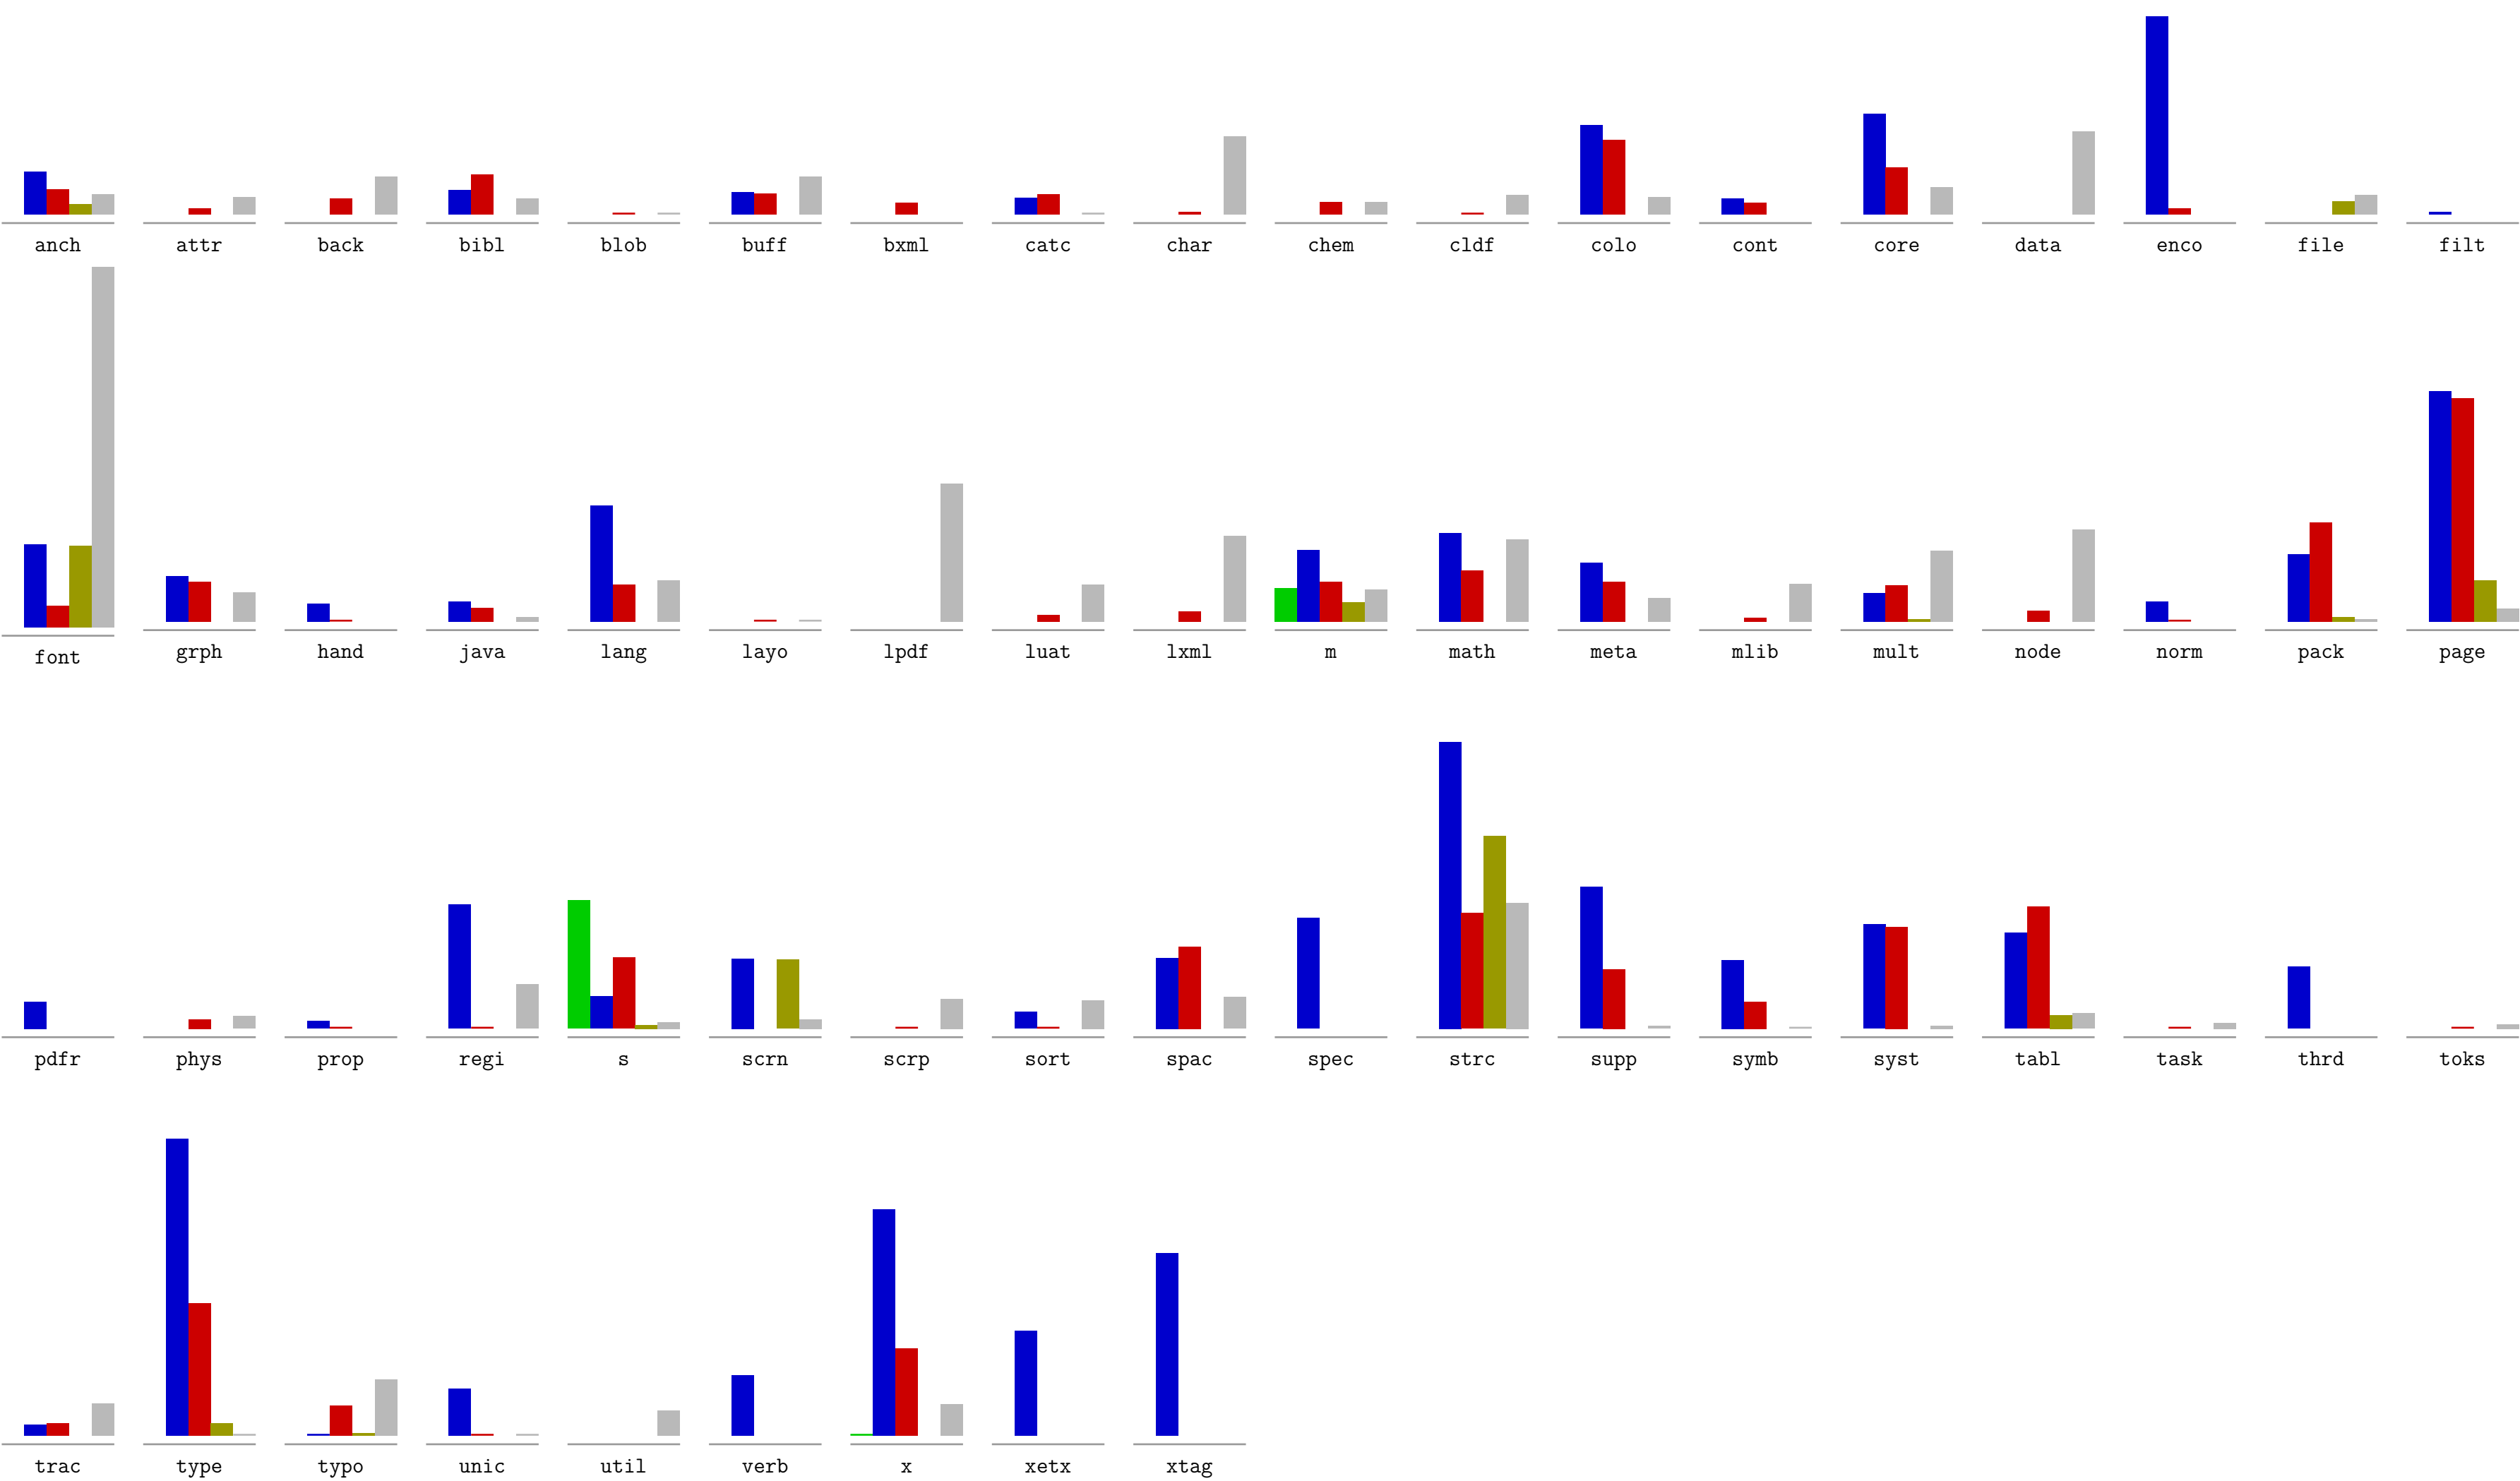 anch attr back bibl blob buff bxml catc char chem cldf colo cont core data enco file filt
font grph hand java lang layo lpdf luat lxml m math meta mlib mult node norm pack page
pdfr phys prop regi s scrn scrp sort spac spec strc supp symb syst tabl task thrd toks
trac type typo unic util verb x xetx xtag